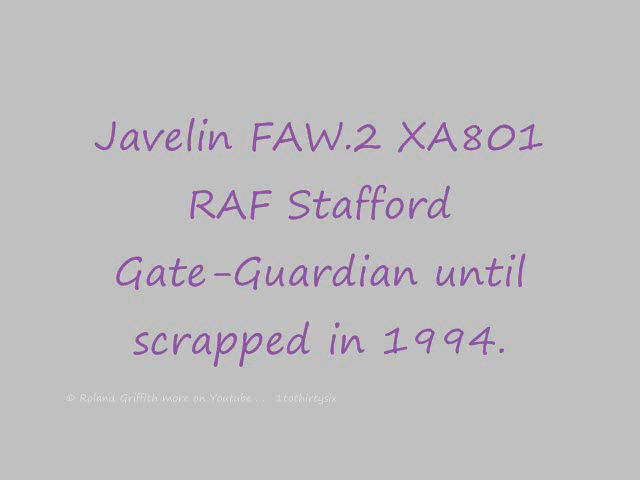 Javelin FAW.2 XA801
RAF Stafford
Gate-Guardian until
scrapped in 1994.
© Roland Griffith more on Youtube . . 1tothirtysix